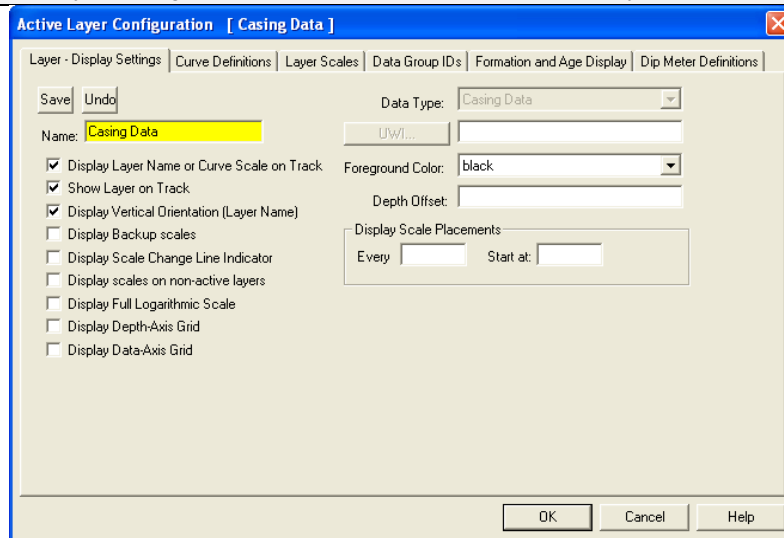 Active Layer Configuration [ Casing Data ]
Layer - Display Settings Curve Definitions Layer Scales Data Group IDs Formation and Age Display Dip Meter Definitions
Save Undo
Data Type: Casing Data
Name: Casing Data
UWI...
Display Layer Name or Curve Scale on Track
Foreground Color: black
Show Layer on Track
Depth Offset:
Display Vertical Orientation (Layer Name)
Display Backup scales
Display Scale Placements
Display Scale Change Line Indicator
Every Start at:
Display scales on non-active layers
Display Full Logarithmic Scale
Display Depth-Axis Grid
Display Data-Axis Grid
OK Cancel Help